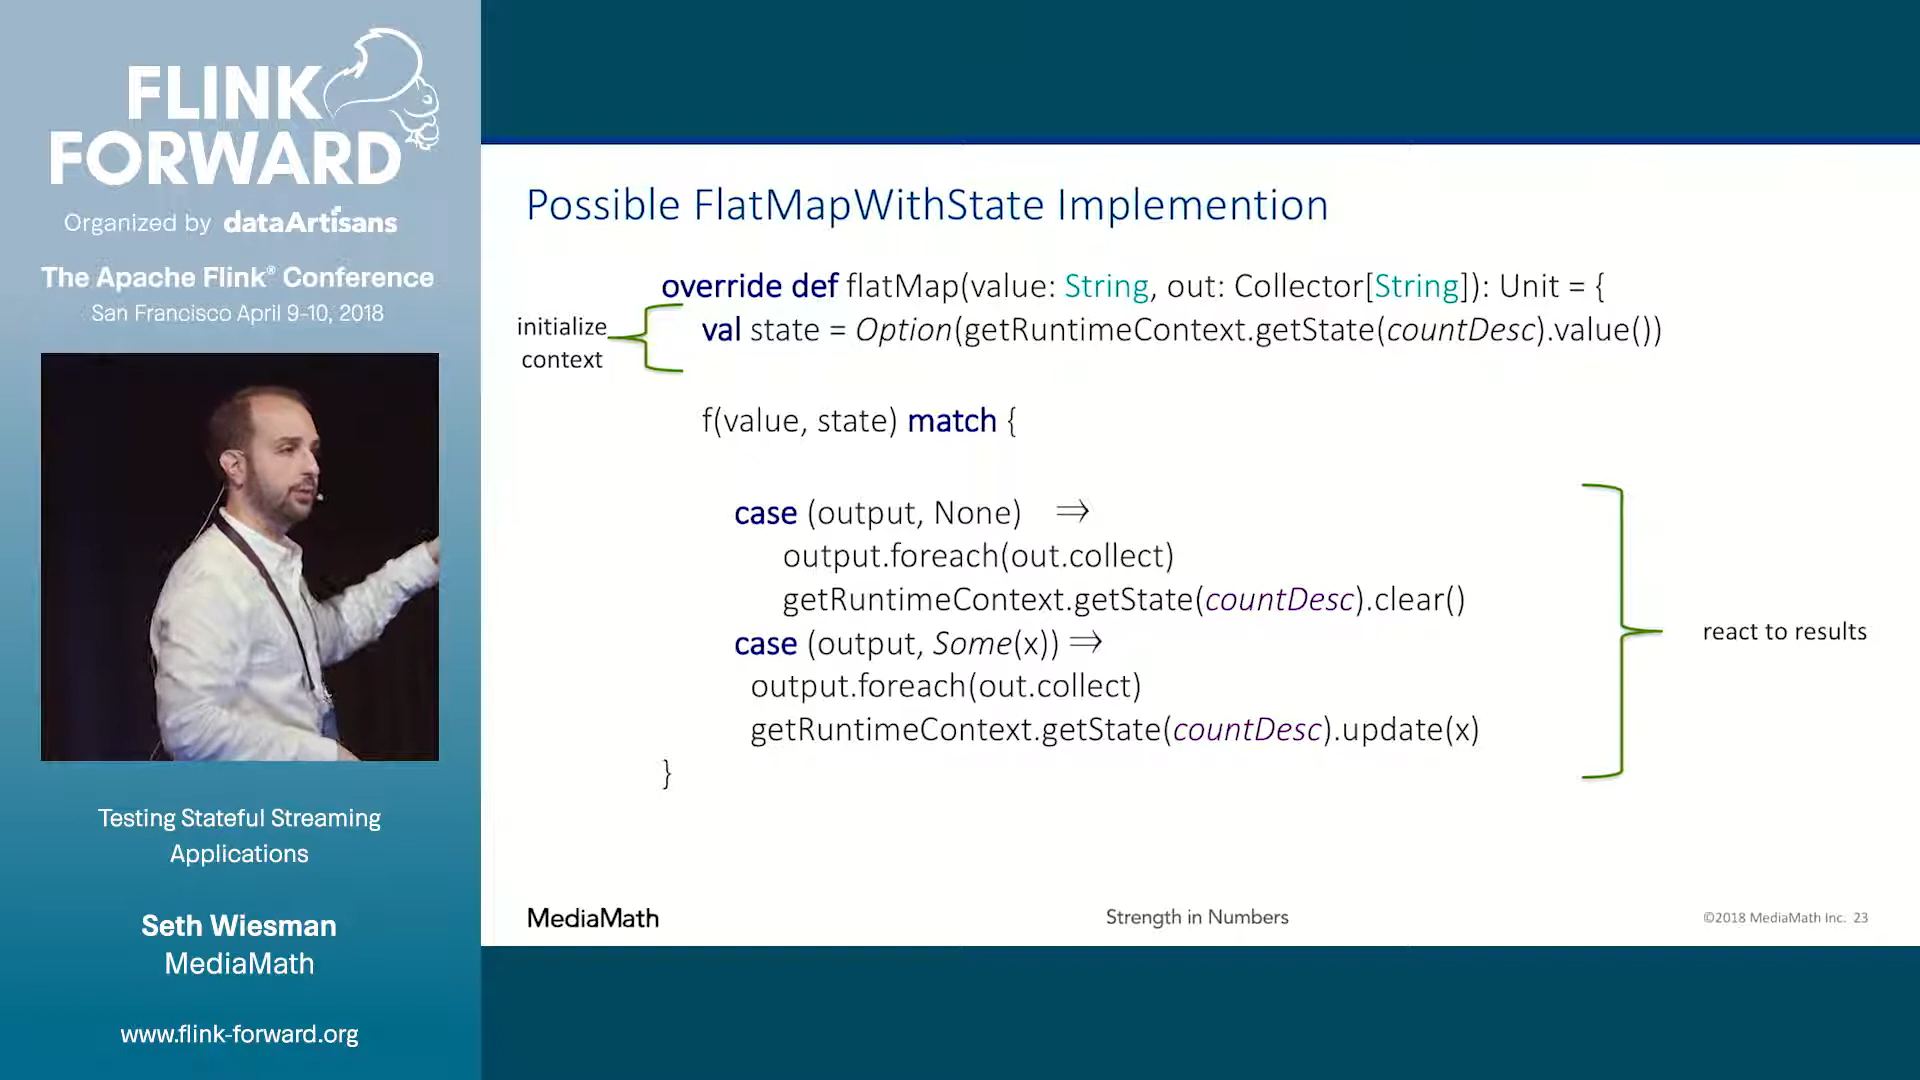 FLINK
FORWARD
Organized by dataArtisans
The Apache Flink® Conference
San Francisco April 9-10, 2018
Testing Stateful Streaming
Applications
Seth Wiesman
MediaMath
www.flink-forward.org
Possible FlatMapWithState Implemention
override def flatMap(value: String, out: Collector[String]): Unit = {
initialize
context
val state = Option(getRuntimeContext.getState(countDesc).value())
f(value, state) match {
case (output, None) ⇒
output.foreach(out.collect)
getRuntimeContext.getState(countDesc).clear()
case (output, Some(x)) ⇒
output.foreach(out.collect)
getRuntimeContext.getState(countDesc).update(x)
}
react to results
MediaMath
Strength in Numbers
©2018 MediaMath Inc. 23